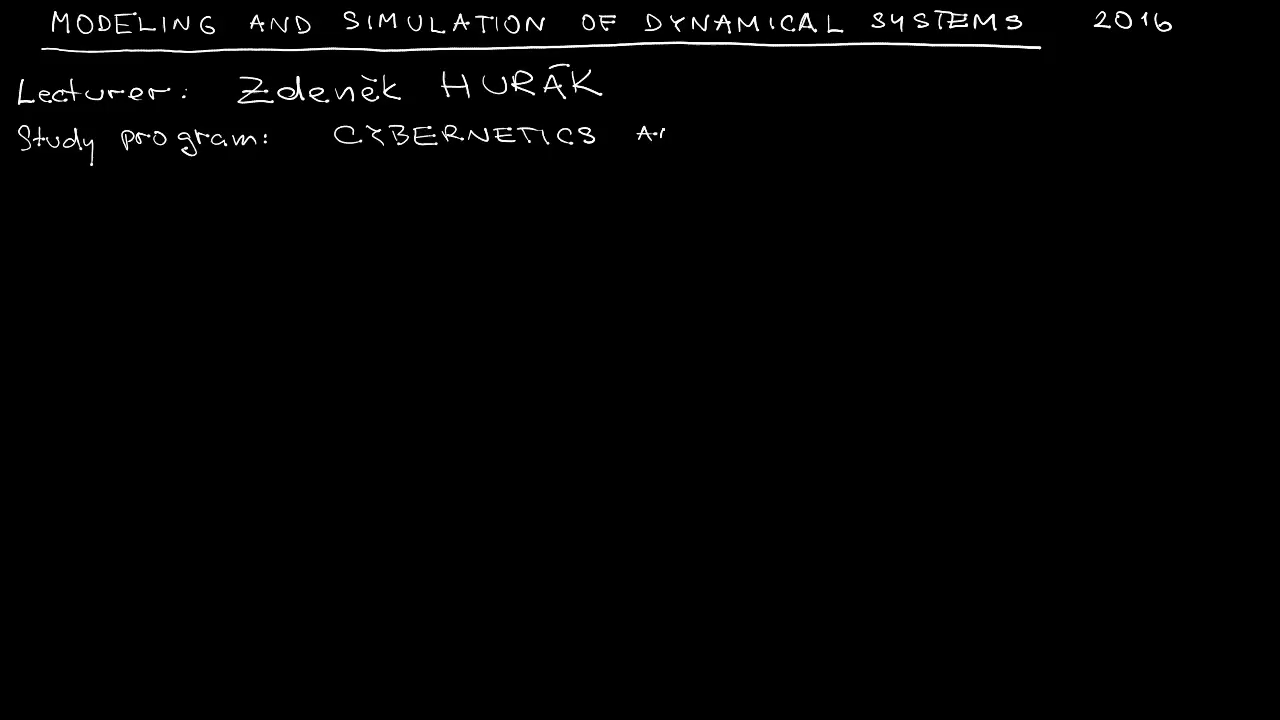 MODELING AND SIMULATION OF DYNAMICAL SYSTEMS 2016
Lecturer: Zdeněk HURÁK
Study program: CYBERNETICS